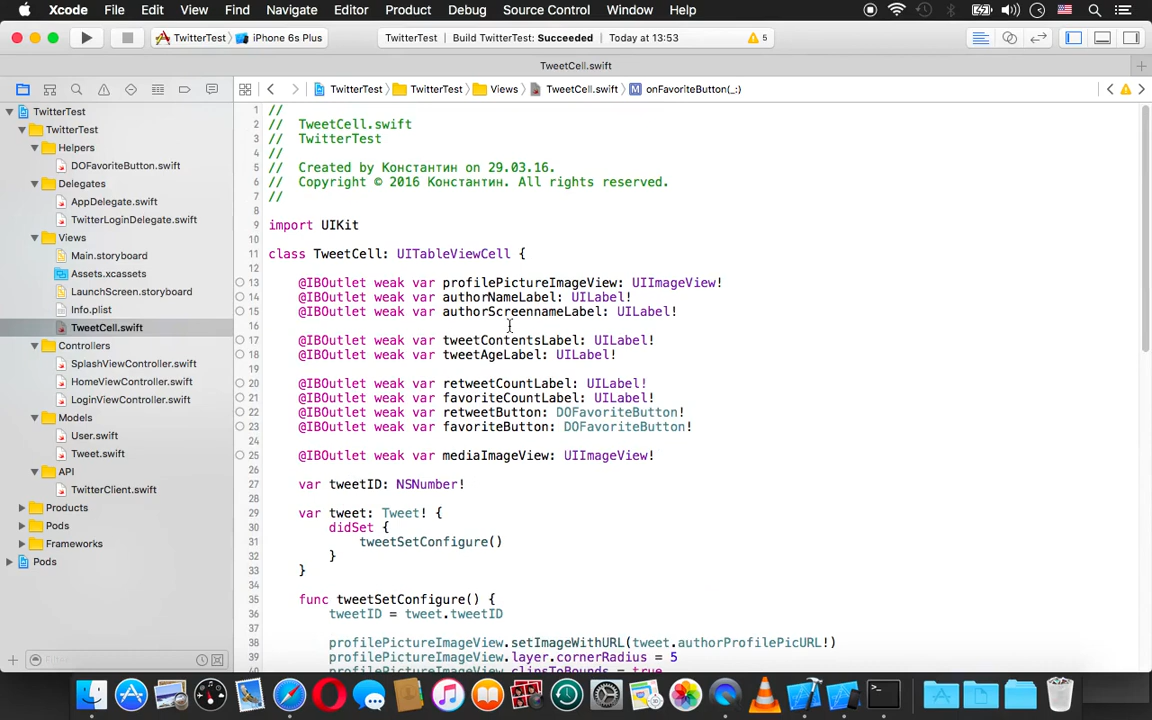 Xcode File Edit View Find Navigate Editor Product Debug Source Control Window Help
TwitterTest iPhone 6s Plus TwitterTest Build TwitterTest: Succeeded Today at 13:53 5
TweetCell.swift
TwitterTest TwitterTest Views TweetCell.swift M onFavoriteButton(_:)
TwitterTest
TwitterTest
Helpers
DOFavoriteButton.swift
Delegates
AppDelegate.swift
TwitterLoginDelegate.swift
Views
Main.storyboard
Assets.xcassets
LaunchScreen.storyboard
Info.plist
TweetCell.swift
Controllers
SplashViewController.swift
HomeViewController.swift
LoginViewController.swift
Models
User.swift
Tweet.swift
API
TwitterClient.swift
Products
Pods
Frameworks
Pods
1 //
2 // TweetCell.swift
3 // TwitterTest
4 //
5 // Created by Константин on 29.03.16.
6 // Copyright © 2016 Константин. All rights reserved.
7 //
8
9 import UIKit
10
11 class TweetCell: UITableViewCell {
12
13 @IBOutlet weak var profilePictureImageView: UIImageView!
14 @IBOutlet weak var authorNameLabel: UILabel!
15 @IBOutlet weak var authorScreennameLabel: UILabel!
16
17 @IBOutlet weak var tweetContentsLabel: UILabel!
18 @IBOutlet weak var tweetAgeLabel: UILabel!
19
20 @IBOutlet weak var retweetCountLabel: UILabel!
21 @IBOutlet weak var favoriteCountLabel: UILabel!
22 @IBOutlet weak var retweetButton: DOFavoriteButton!
23 @IBOutlet weak var favoriteButton: DOFavoriteButton!
24
25 @IBOutlet weak var mediaImageView: UIImageView!
26
27 var tweetID: NSNumber!
28
29 var tweet: Tweet! {
30 didSet {
31 tweetSetConfigure()
32 }
33 }
34
35 func tweetSetConfigure() {
36 tweetID = tweet.tweetID
37
38 profilePictureImageView.setImageWithURL(tweet.authorProfilePicURL!)
39 profilePictureImageView.layer.cornerRadius = 5
40 profilePictureImageView.clipsToBounds = true